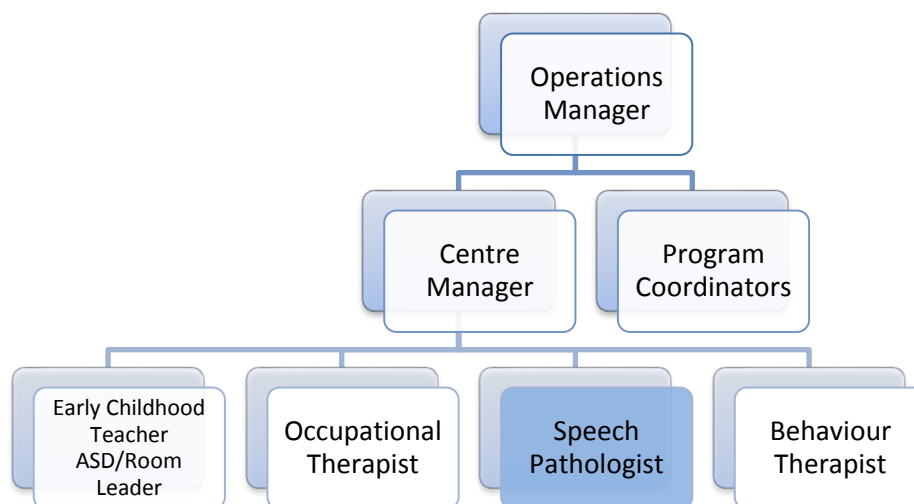 Operations
Manager
Centre
Manager
Program
Coordinators
Early Childhood
Teacher
ASD/Room
Leader
Occupational
Therapist
Speech
Pathologist
Behaviour
Therapist